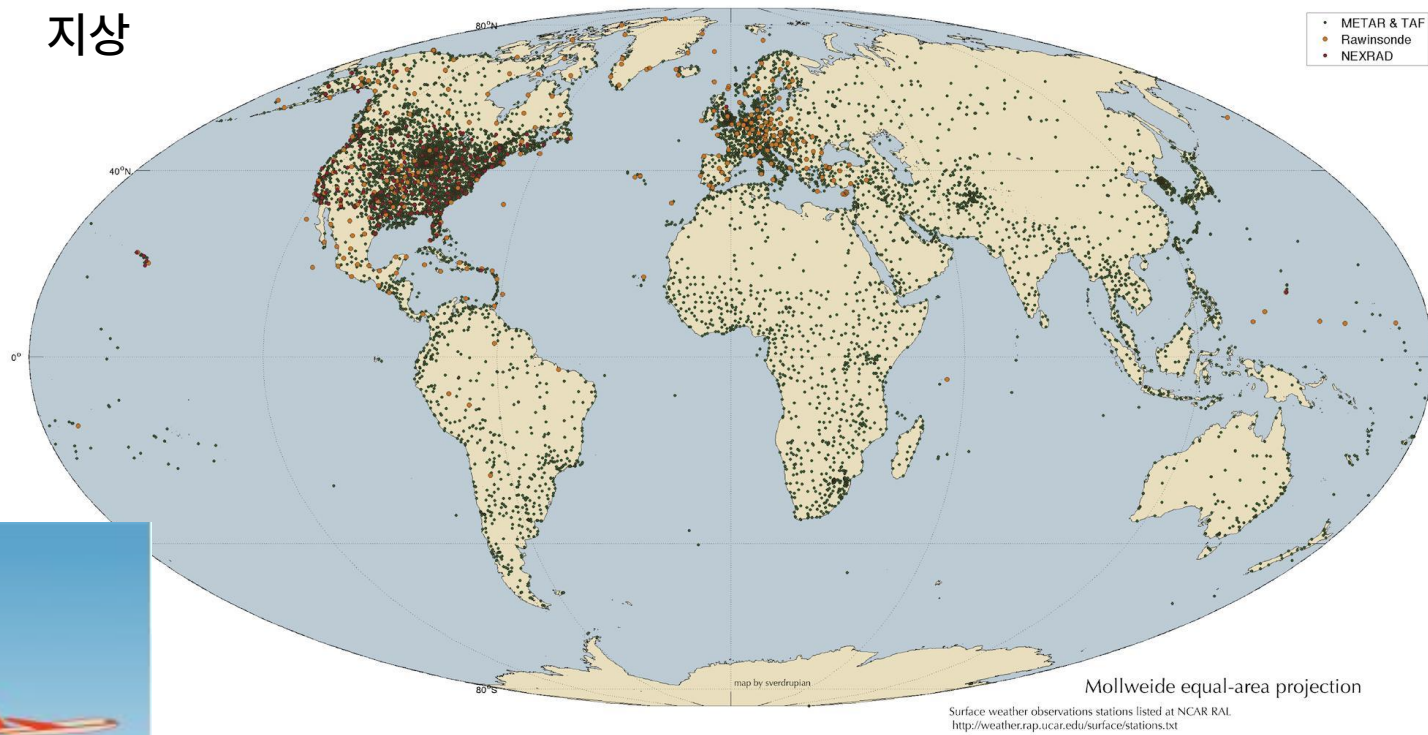 지상
METAR & TAF
Rawinsonde
NEXRAD
80°N
40°N
0°
80°S
map by sverdrupian
Mollweide equal-area projection
Surface weather observations stations listed at NCAR RAL
http://weather.rap.ucar.edu/surface/stations.txt